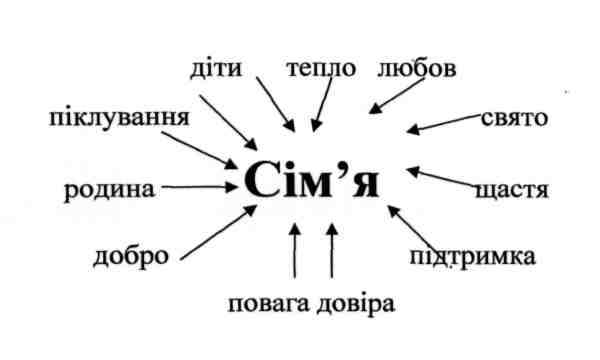 діти тепло любов
піклування свято
родина Сім’я щастя
добро підтримка
повага довіра